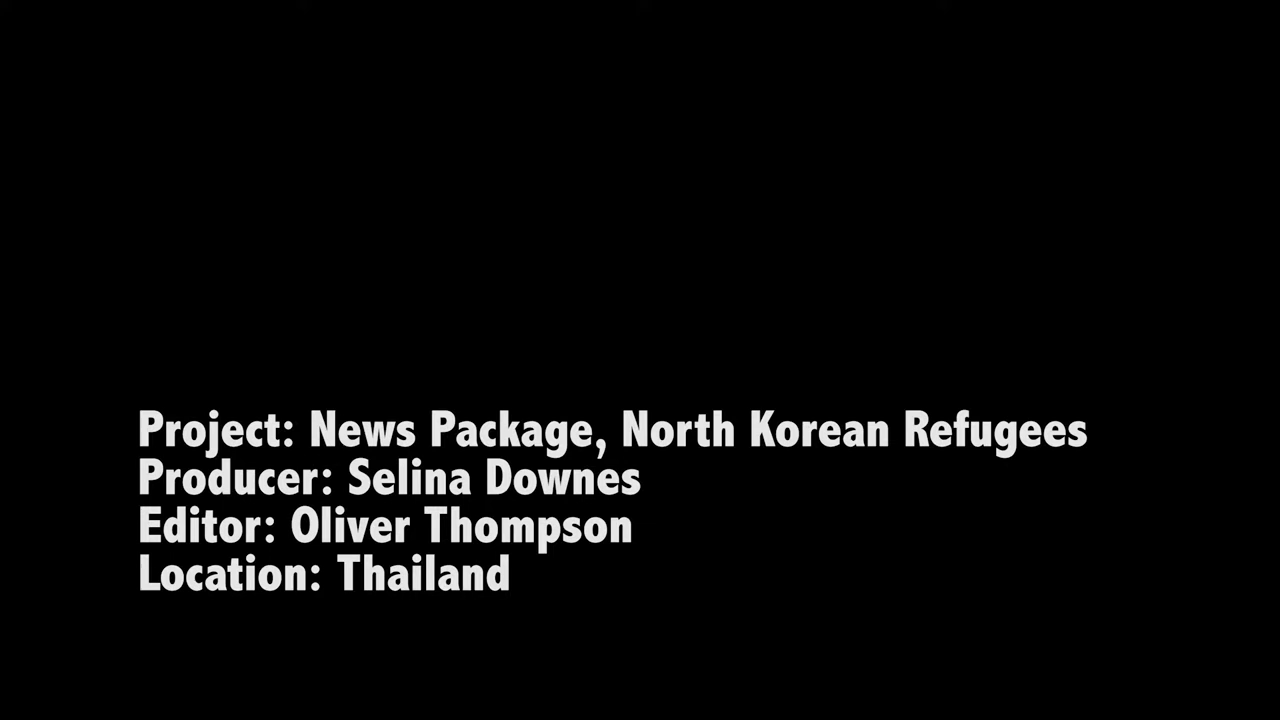 Project: News Package, North Korean Refugees
Producer: Selina Downes
Editor: Oliver Thompson
Location: Thailand